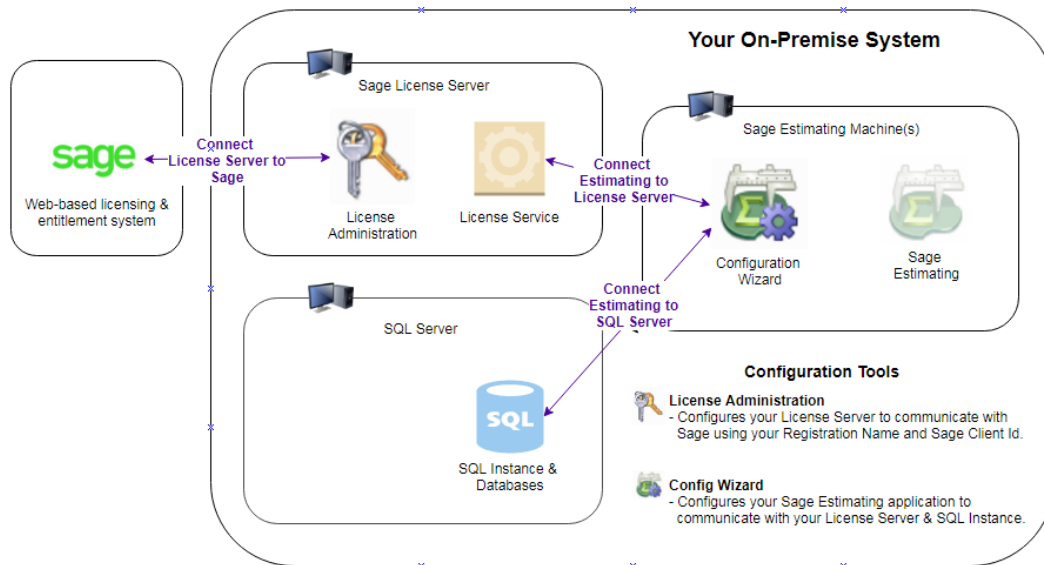 Your On-Premise System
Sage License Server
Sage Estimating Machine(s)
sage
Web-based licensing &
entitlement system
Connect
License Server to
Sage
License
Administration
License Service
Connect
Estimating to
License Server
Configuration
Wizard
Sage
Estimating
Connect
Estimating to
SQL Server
SQL Server
SQL
SQL Instance &
Databases
Configuration Tools
License Administration
- Configures your License Server to communicate with
Sage using your Registration Name and Sage Client Id.
Config Wizard
- Configures your Sage Estimating application to
communicate with your License Server & SQL Instance.